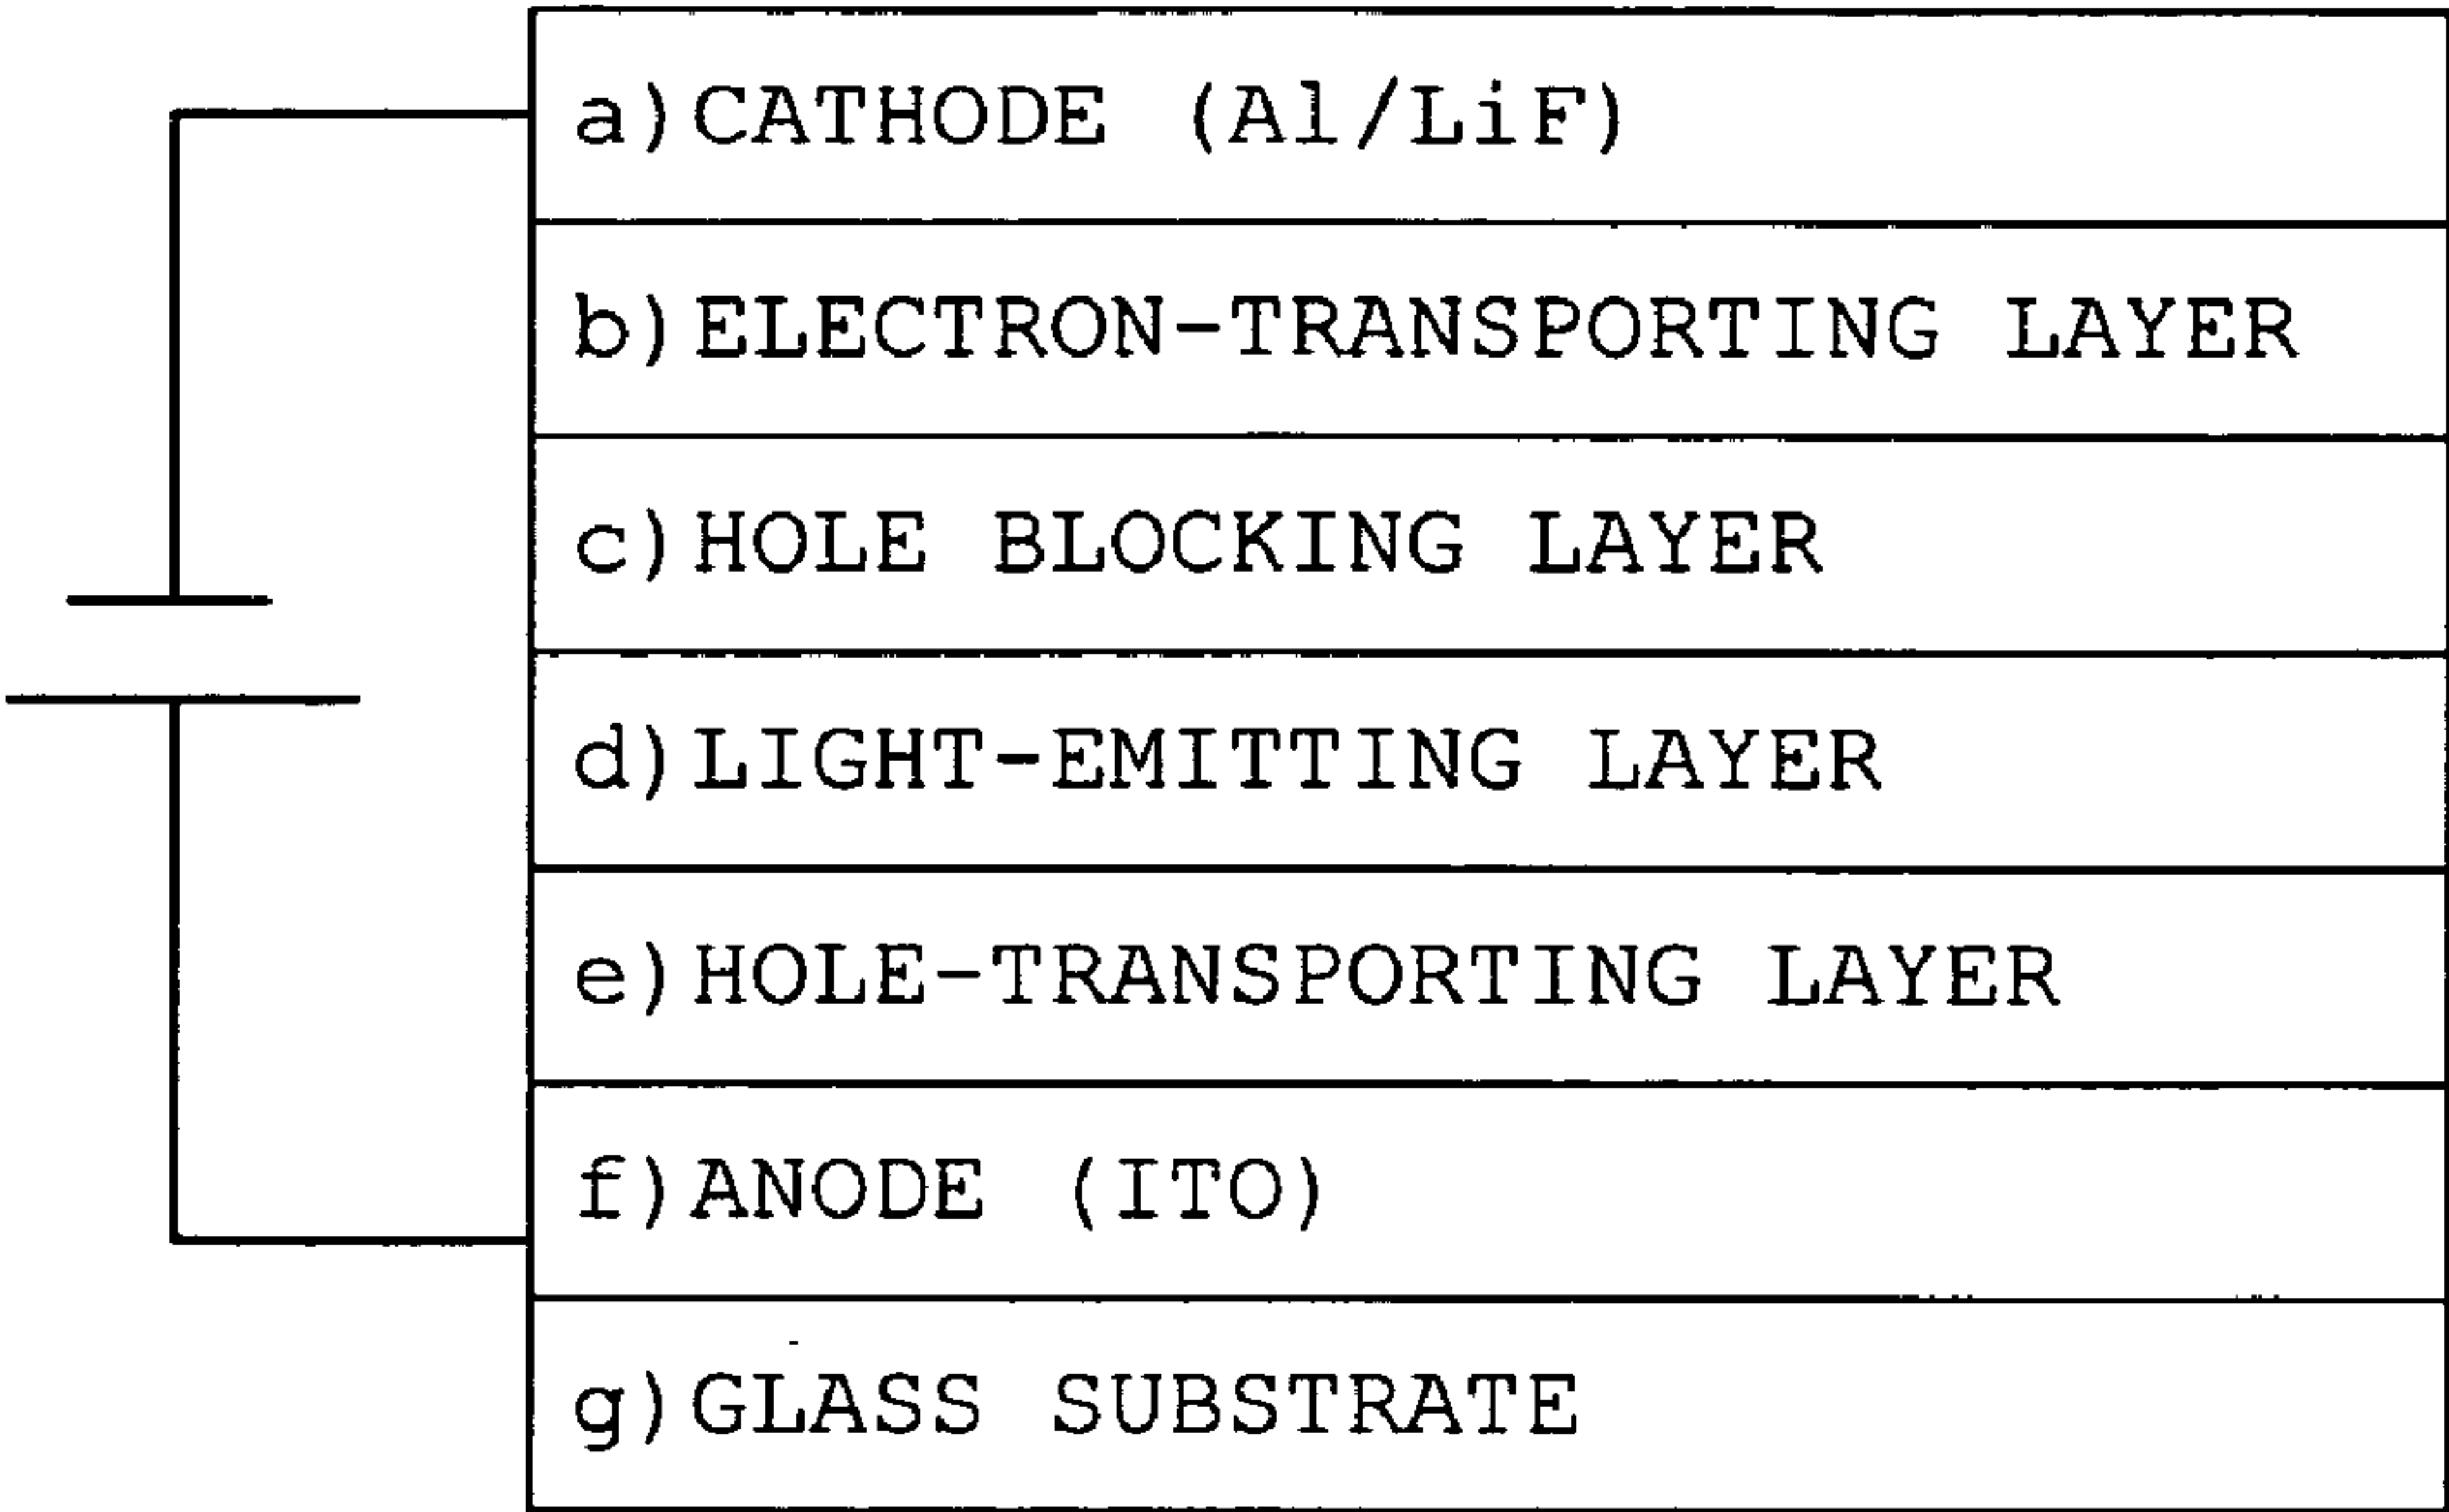 a)CATHODE (Al/LiF)
b)ELECTRON-TRANSPORTING LAYER
c)HOLE BLOCKING LAYER
d)LIGHT-EMITTING LAYER
e)HOLE-TRANSPORTING LAYER
f)ANODE (ITO)
g)GLASS SUBSTRATE